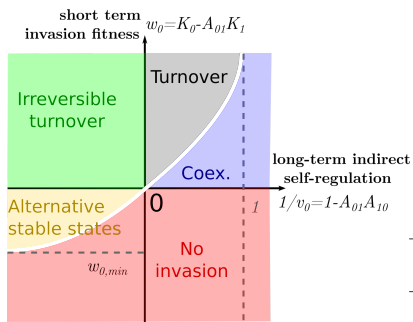 short term
invasion fitness
w0=K0-A01K1
Turnover
Irreversible
turnover
Coex.
long-term indirect
self-regulation
1/v0=1-A01A10
0
1
Alternative
stable states
w0,min
No
invasion